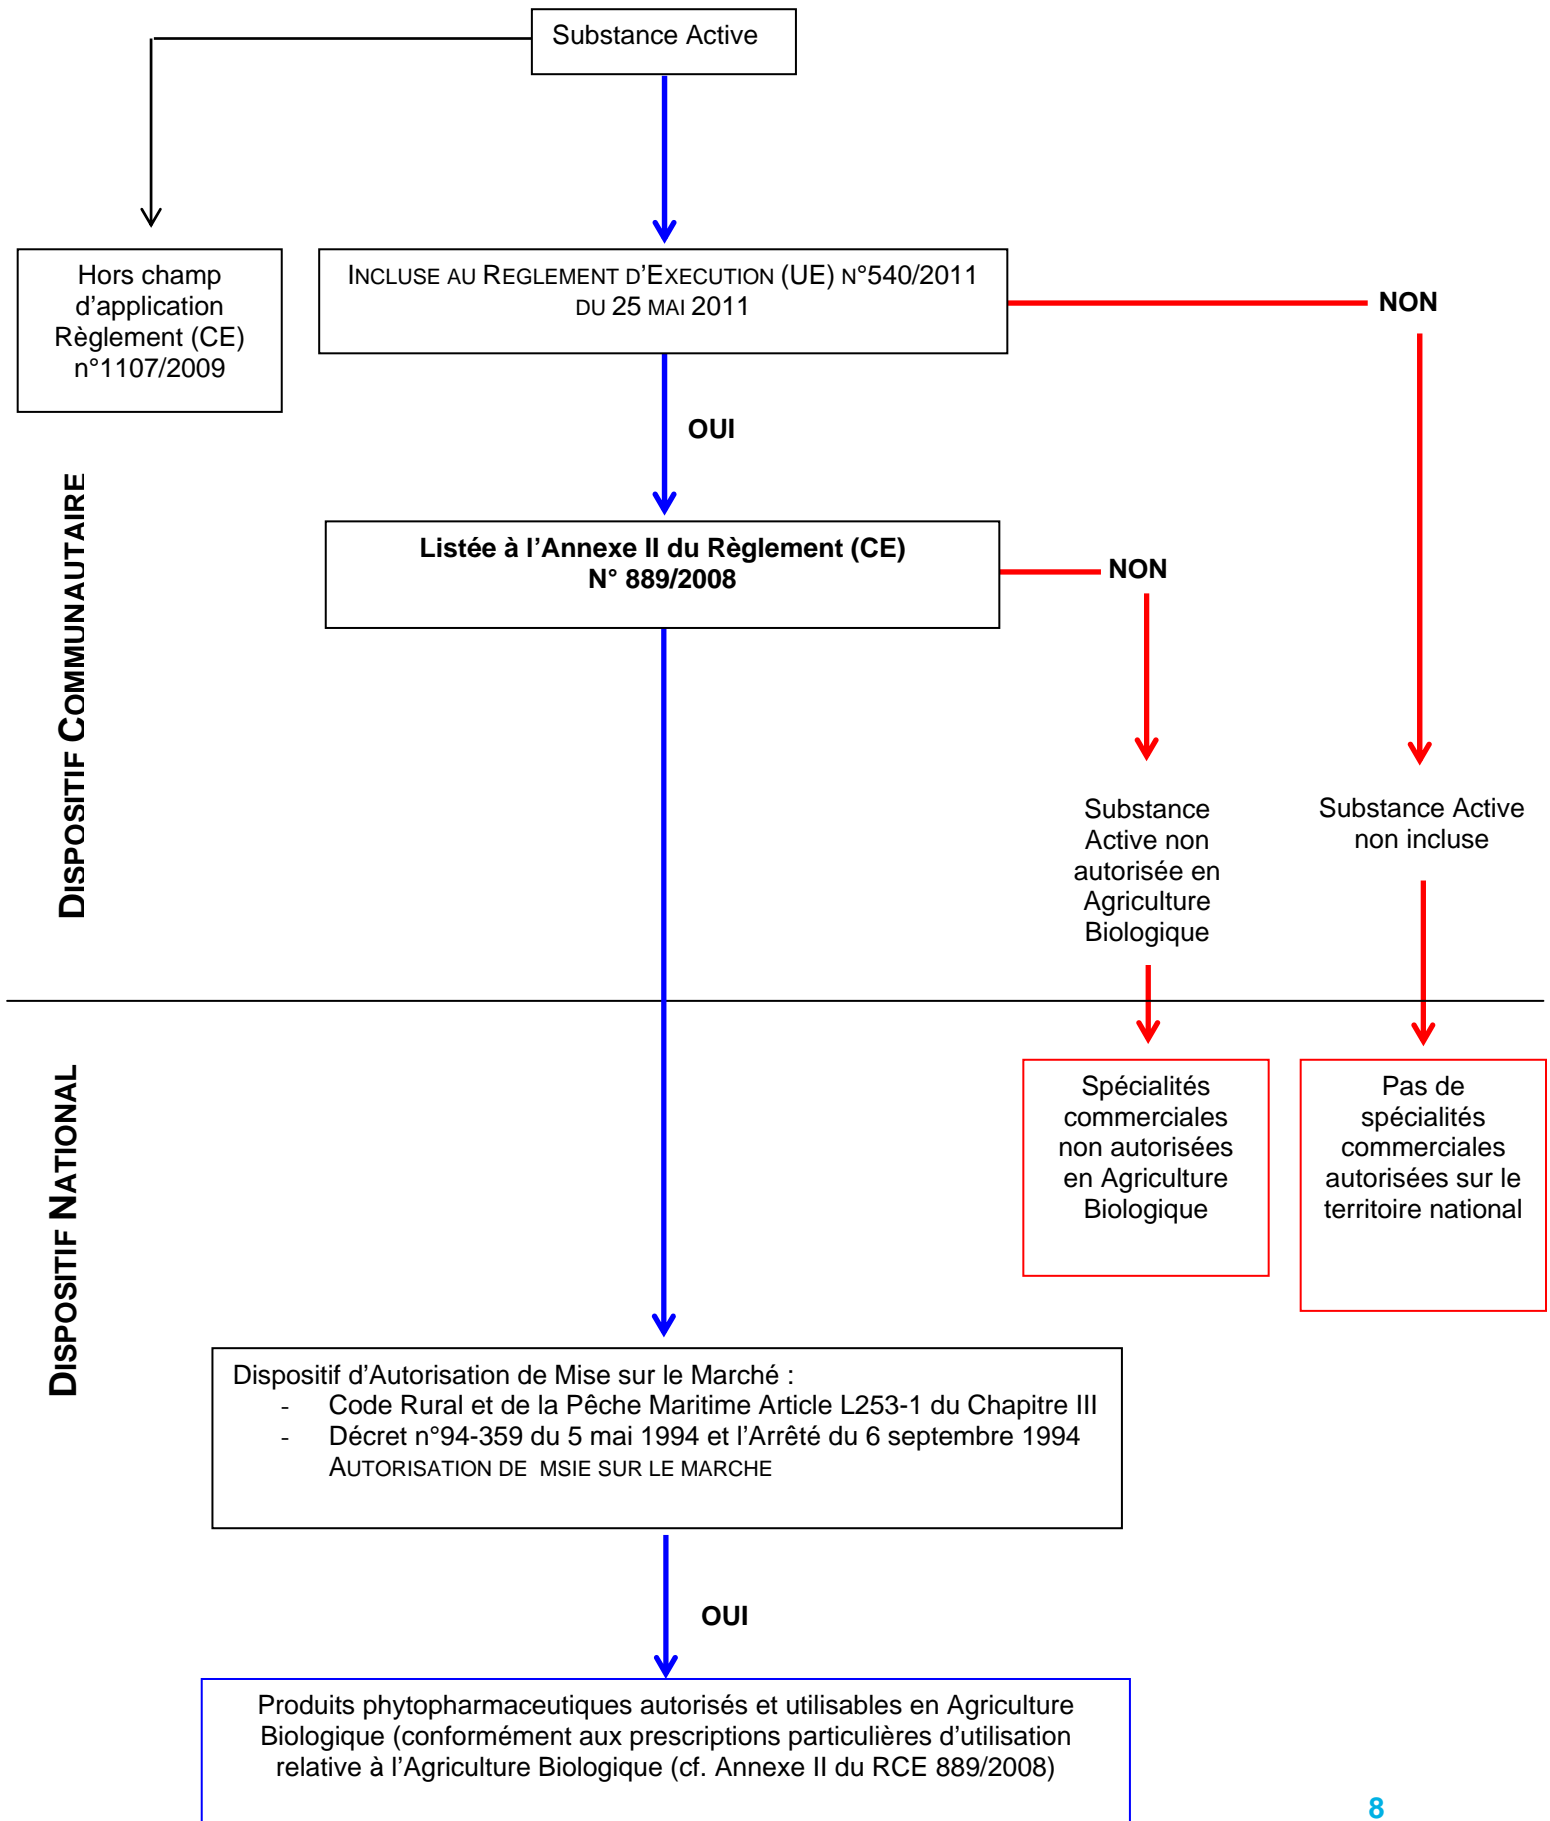 Substance Active
Hors champ
d’application
Règlement (CE)
n°1107/2009
INCLUSE AU REGLEMENT D’EXECUTION (UE) N°540/2011
DU 25 MAI 2011
NON
OUI
DISPOSITIF COMMUNAUTAIRE
Listée à l’Annexe II du Règlement (CE)
N° 889/2008
NON
Substance
Active non
autorisée en
Agriculture
Biologique
Substance Active
non incluse
DISPOSITIF NATIONAL
Spécialités
commerciales
non autorisées
en Agriculture
Biologique
Pas de
spécialités
commerciales
autorisées sur le
territoire national
Dispositif d’Autorisation de Mise sur le Marché :
- Code Rural et de la Pêche Maritime Article L253-1 du Chapitre III
- Décret n°94-359 du 5 mai 1994 et l’Arrêté du 6 septembre 1994
AUTORISATION DE MSIE SUR LE MARCHE
OUI
Produits phytopharmaceutiques autorisés et utilisables en Agriculture
Biologique (conformément aux prescriptions particulières d’utilisation
relative à l’Agriculture Biologique (cf. Annexe II du RCE 889/2008)
8